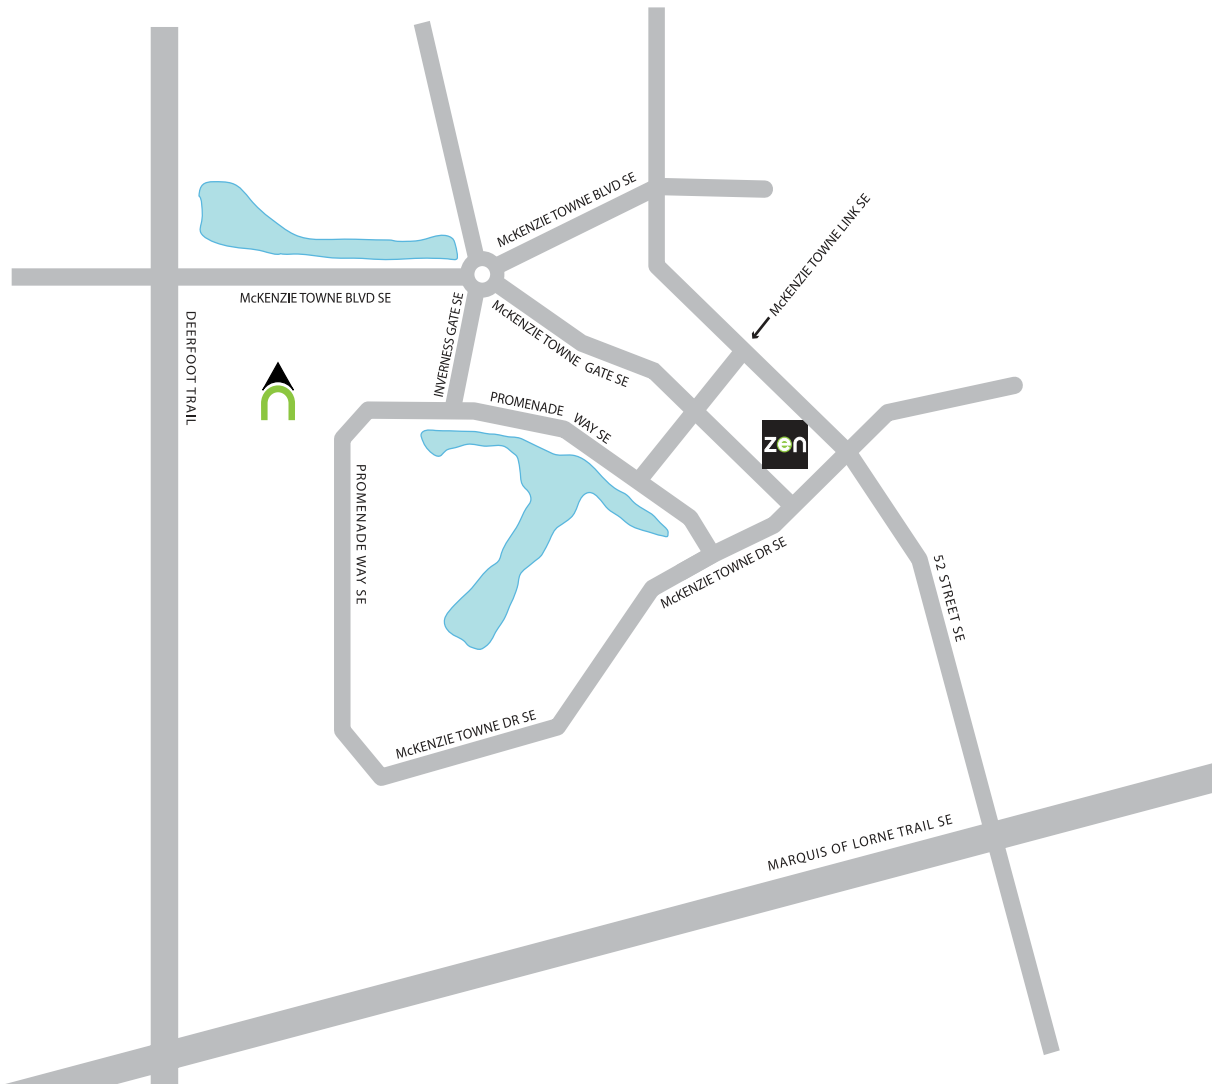 McKENZIE TOWNE BLVD SE
McKENZIE TOWNE LINK SE
McKENZIE TOWNE BLVD SE
DEERFOOT TRAIL
INVERNESS GATE SE
McKENZIE TOWNE GATE SE
PROMENADE WAY SE
zen
PROMENADE WAY SE
McKENZIE TOWNE DR SE
52 STREET SE
McKENZIE TOWNE DR SE
MARQUIS OF LORNE TRAIL SE